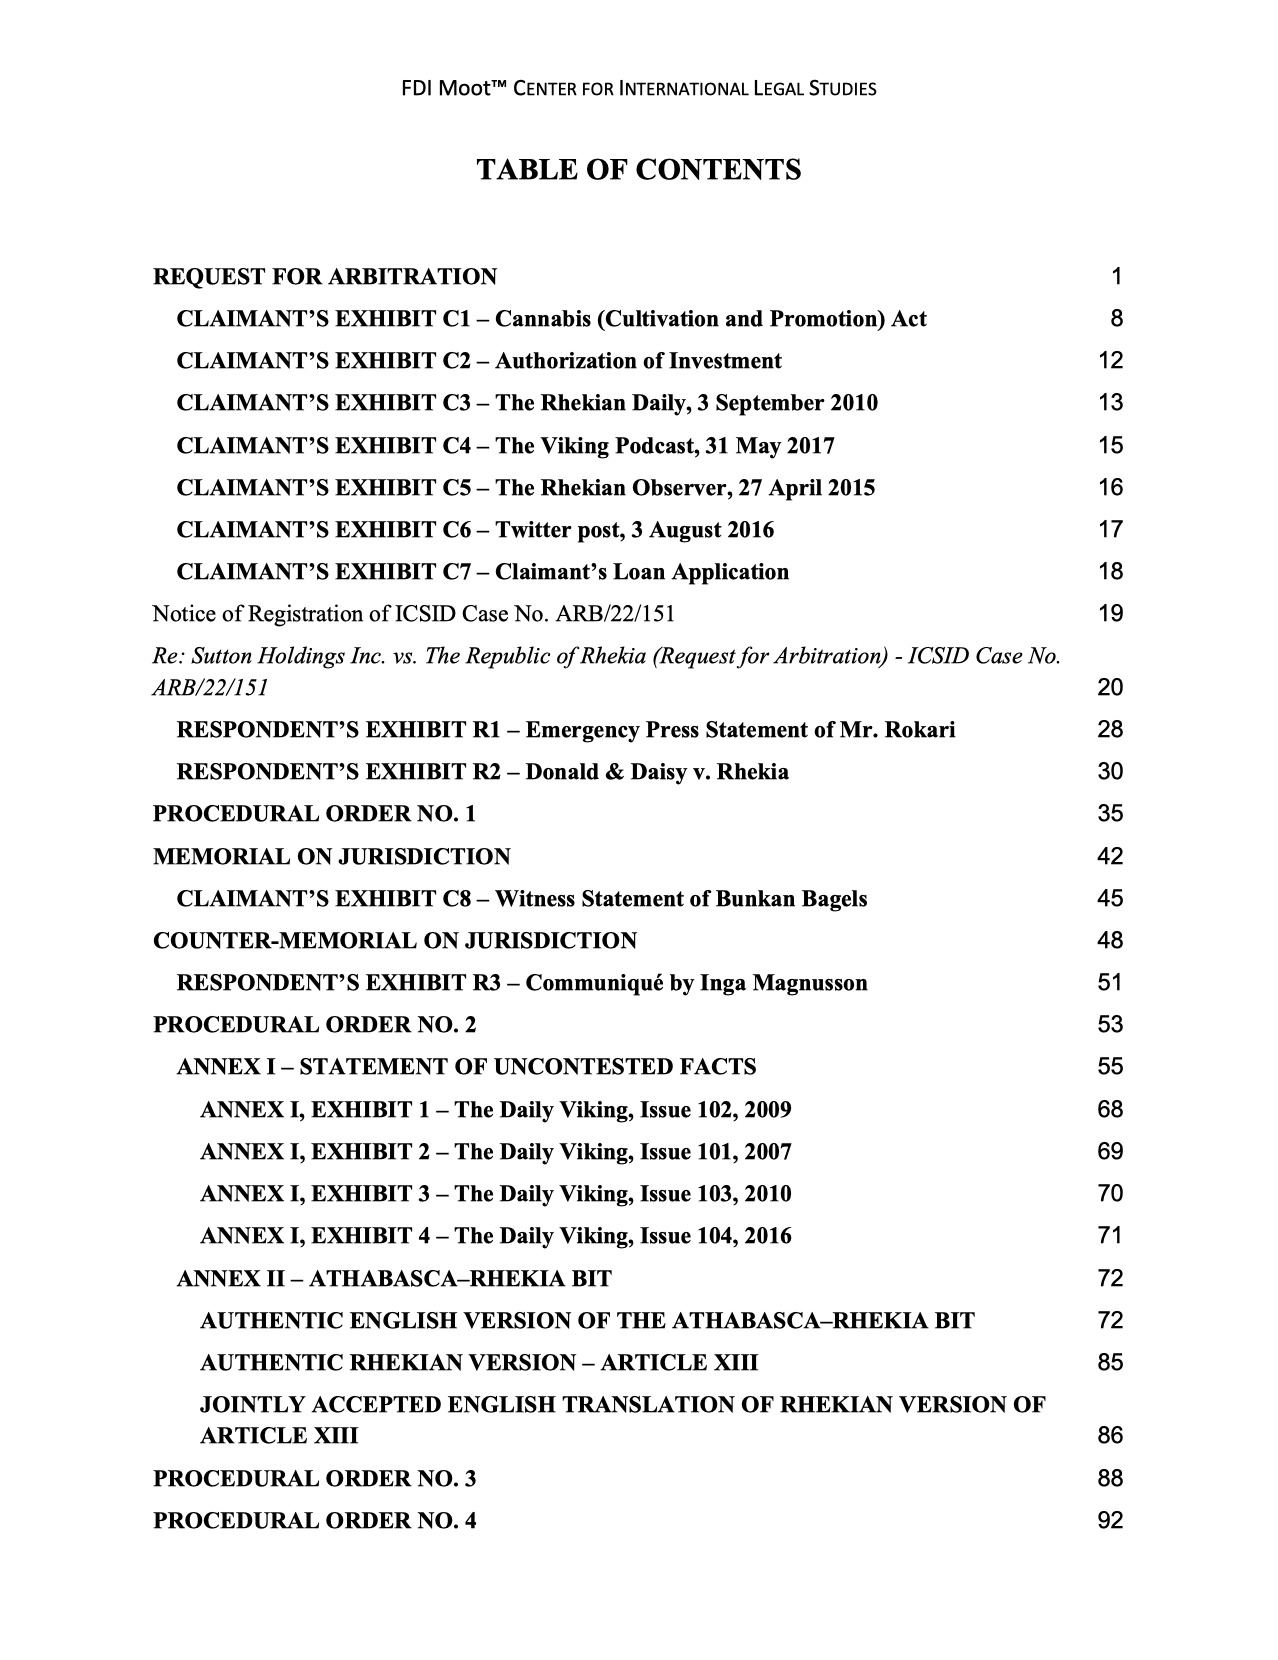 FDI Moot™ CENTER FOR INTERNATIONAL LEGAL STUDIES
TABLE OF CONTENTS
REQUEST FOR ARBITRATION 1
CLAIMANT’S EXHIBIT C1 – Cannabis (Cultivation and Promotion) Act 8
CLAIMANT’S EXHIBIT C2 – Authorization of Investment 12
CLAIMANT’S EXHIBIT C3 – The Rhekian Daily, 3 September 2010 13
CLAIMANT’S EXHIBIT C4 – The Viking Podcast, 31 May 2017 15
CLAIMANT’S EXHIBIT C5 – The Rhekian Observer, 27 April 2015 16
CLAIMANT’S EXHIBIT C6 – Twitter post, 3 August 2016 17
CLAIMANT’S EXHIBIT C7 – Claimant’s Loan Application 18
Notice of Registration of ICSID Case No. ARB/22/151 19
Re: Sutton Holdings Inc. vs. The Republic of Rhekia (Request for Arbitration) - ICSID Case No.
ARB/22/151 20
RESPONDENT’S EXHIBIT R1 – Emergency Press Statement of Mr. Rokari 28
RESPONDENT’S EXHIBIT R2 – Donald & Daisy v. Rhekia 30
PROCEDURAL ORDER NO. 1 35
MEMORIAL ON JURISDICTION 42
CLAIMANT’S EXHIBIT C8 – Witness Statement of Bunkan Bagels 45
COUNTER-MEMORIAL ON JURISDICTION 48
RESPONDENT’S EXHIBIT R3 – Communiqué by Inga Magnusson 51
PROCEDURAL ORDER NO. 2 53
ANNEX I – STATEMENT OF UNCONTESTED FACTS 55
ANNEX I, EXHIBIT 1 – The Daily Viking, Issue 102, 2009 68
ANNEX I, EXHIBIT 2 – The Daily Viking, Issue 101, 2007 69
ANNEX I, EXHIBIT 3 – The Daily Viking, Issue 103, 2010 70
ANNEX I, EXHIBIT 4 – The Daily Viking, Issue 104, 2016 71
ANNEX II – ATHABASCA–RHEKIA BIT 72
AUTHENTIC ENGLISH VERSION OF THE ATHABASCA–RHEKIA BIT 72
AUTHENTIC RHEKIAN VERSION – ARTICLE XIII 85
JOINTLY ACCEPTED ENGLISH TRANSLATION OF RHEKIAN VERSION OF
ARTICLE XIII 86
PROCEDURAL ORDER NO. 3 88
PROCEDURAL ORDER NO. 4 92